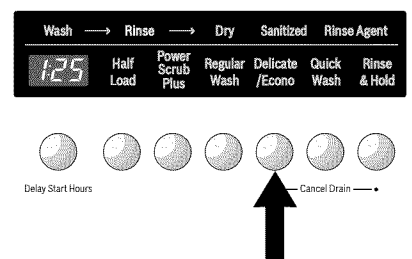 Wash → Rinse → Dry Sanitized Rinse Agent
1:25 Half Load Power Scrub Plus Regular Wash Delicate /Econo Quick Wash Rinse & Hold
Delay Start Hours
Cancel Drain